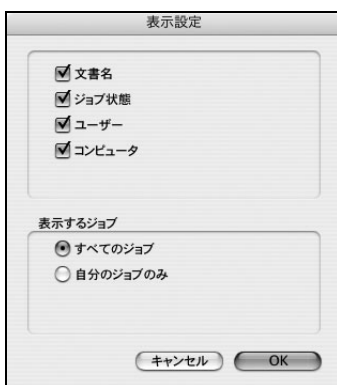 表示設定
文書名
ジョブ状態
ユーザー
コンピュータ
表示するジョブ
すべてのジョブ
自分のジョブのみ
キャンセル OK